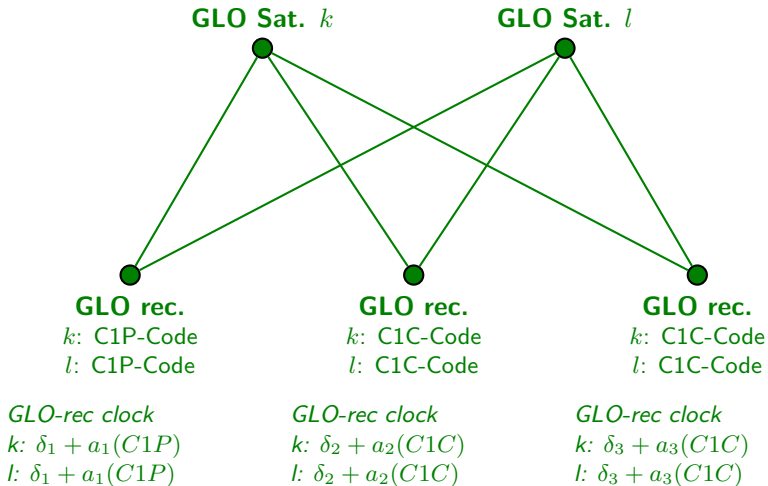 GLO Sat. k
GLO Sat. l
GLO rec.
k: C1P-Code
l: C1P-Code
GLO-rec clock
k: δ₁ + a₁(C1P)
l: δ₁ + a₁(C1P)
GLO rec.
k: C1C-Code
l: C1C-Code
GLO-rec clock
k: δ₂ + a₂(C1C)
l: δ₂ + a₂(C1C)
GLO rec.
k: C1C-Code
l: C1C-Code
GLO-rec clock
k: δ₃ + a₃(C1C)
l: δ₃ + a₃(C1C)